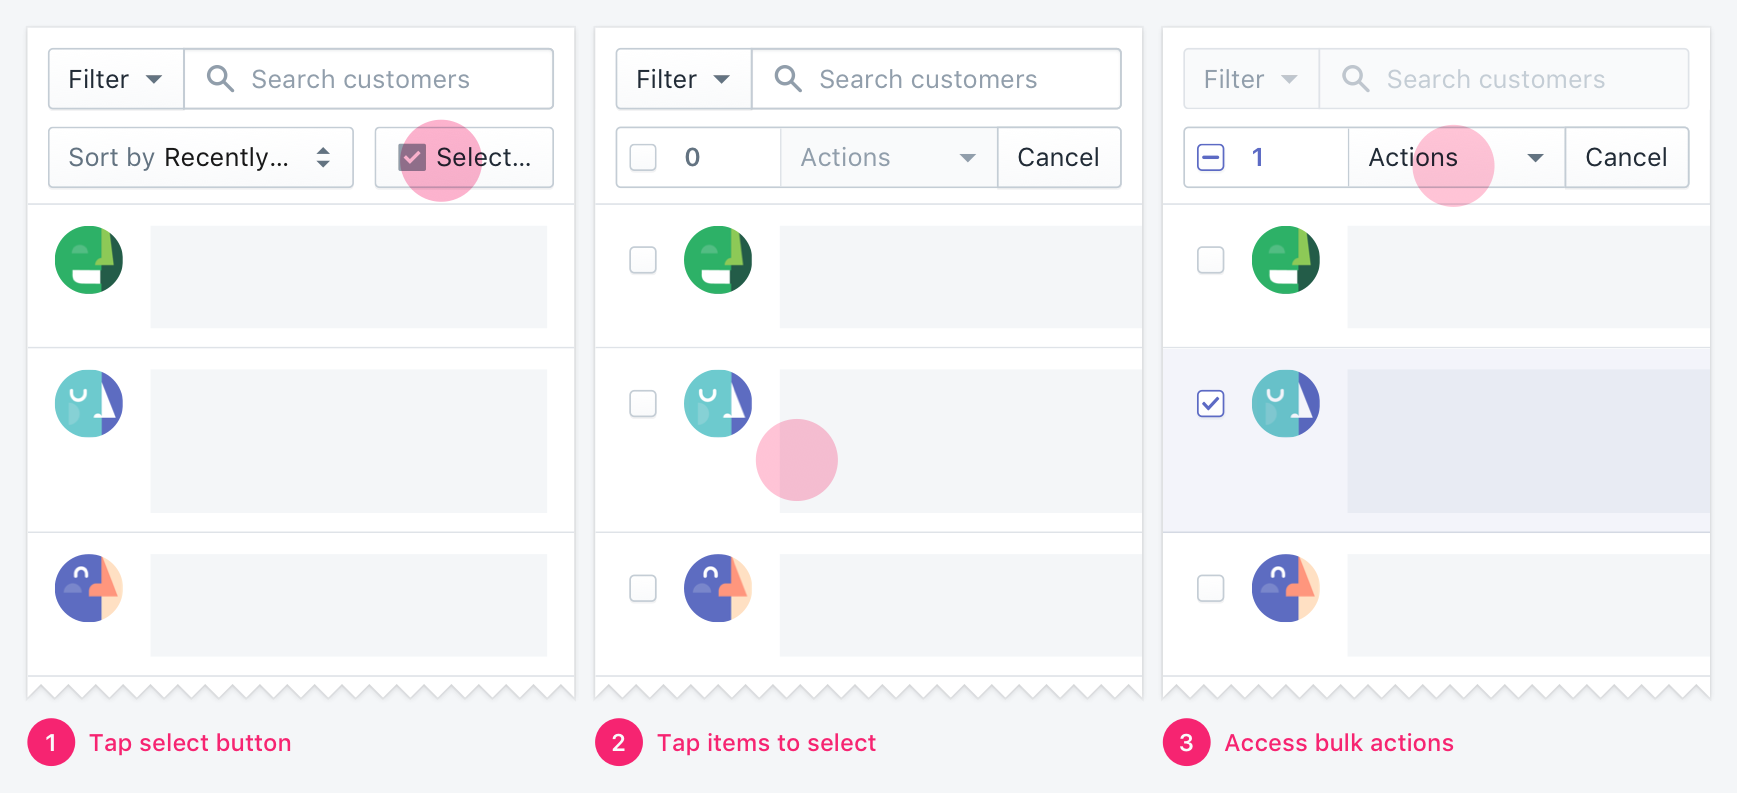 Filter
Search customers
Sort by Recently...
Select...
1 Tap select button
Filter
Search customers
0
Actions
Cancel
2 Tap items to select
Filter
Search customers
1
Actions
Cancel
3 Access bulk actions